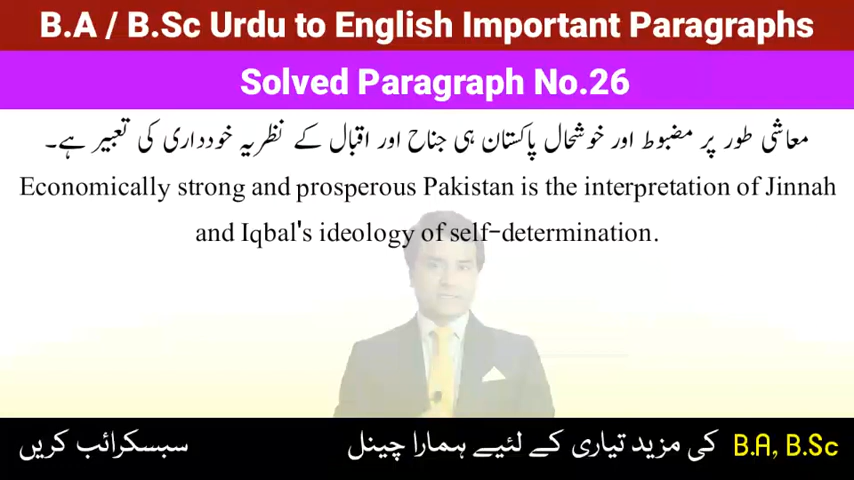 B.A / B.Sc Urdu to English Important Paragraphs
Solved Paragraph No.26
معاشی طور پر مضبوط اور خوشحال پاکستان ہی جناح اور اقبال کے نظریہ خودداری کی تعبیر ہے۔
Economically strong and prosperous Pakistan is the interpretation of Jinnah
and Iqbal's ideology of self-determination.
B.A, B.Sc کی مزید تیاری کے لئیے ہمارا چینل سبسکرائب کریں